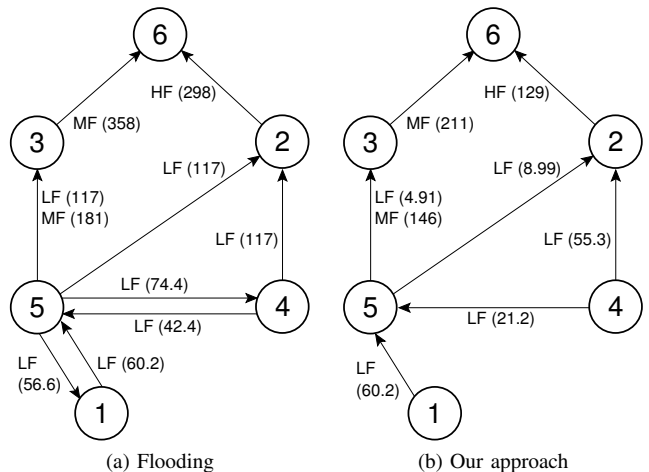 6
HF (298)
3
MF (358)
2
LF (117)
LF (117)
MF (181)
LF (117)
LF (74.4)
5
4
LF (42.4)
LF
(56.6)
LF (60.2)
1
(a) Flooding
6
HF (129)
3
MF (211)
2
LF (8.99)
LF (4.91)
MF (146)
LF (55.3)
5
4
LF (21.2)
LF
(60.2)
1
(b) Our approach